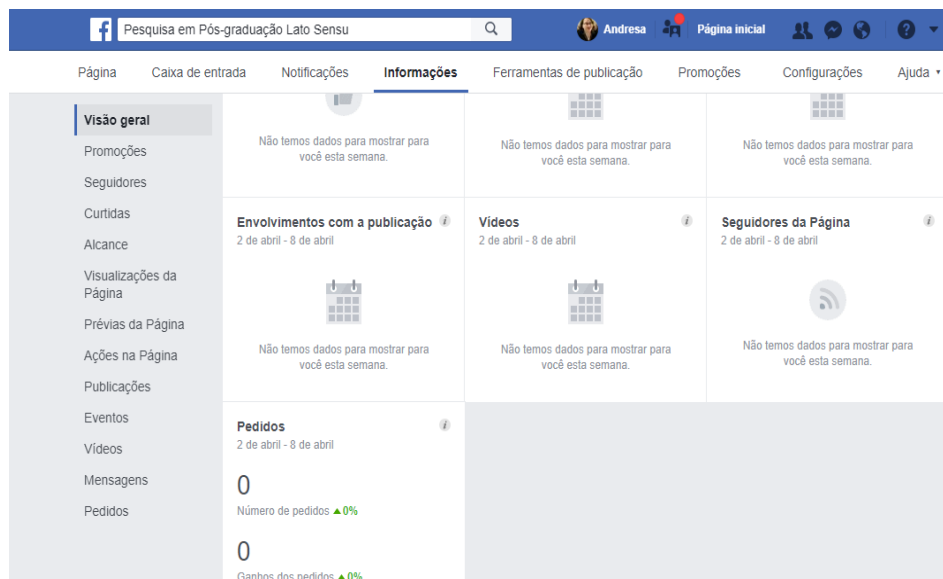 f
Pesquisa em Pós-graduação Lato Sensu
Andresa
Página inicial
?
Página
Caixa de entrada
Notificações
Informações
Ferramentas de publicação
Promoções
Configurações
Ajuda
Visão geral
Promoções
Seguidores
Curtidas
Alcance
Visualizações da
Página
Prévias da Página
Ações na Página
Publicações
Eventos
Vídeos
Mensagens
Pedidos
Não temos dados para mostrar para
você esta semana.
Não temos dados para mostrar para
você esta semana.
Não temos dados para mostrar para
você esta semana.
Envolvimentos com a publicação i
2 de abril - 8 de abril
Não temos dados para mostrar para
você esta semana.
Vídeos i
2 de abril - 8 de abril
Não temos dados para mostrar para
você esta semana.
Seguidores da Página i
2 de abril - 8 de abril
Não temos dados para mostrar para
você esta semana.
Pedidos i
2 de abril - 8 de abril
0
Número de pedidos ▲0%
0
Ganhos dos pedidos ▲0%